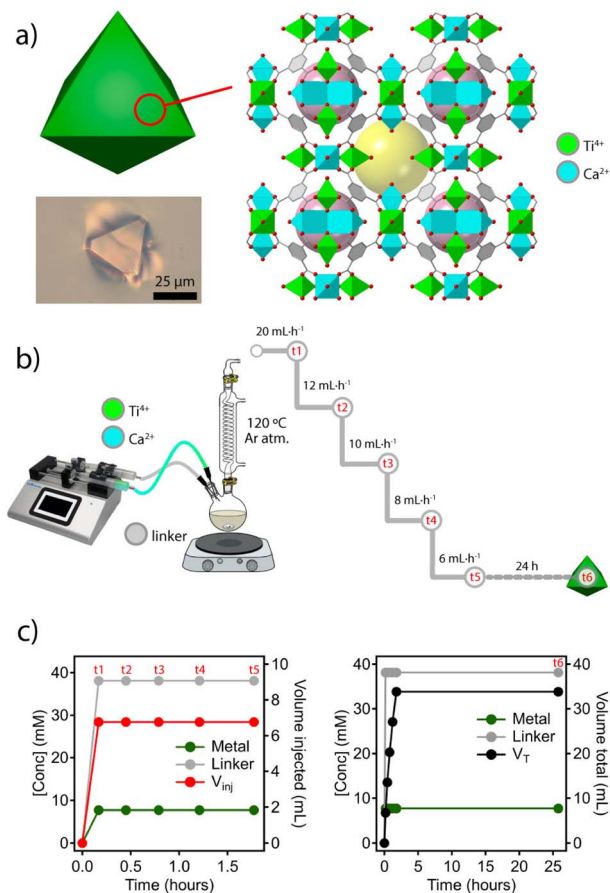 a)
Ti⁴⁺
Ca²⁺
25 µm
b)
20 mL·h⁻¹
t1
12 mL·h⁻¹
t2
10 mL·h⁻¹
t3
8 mL·h⁻¹
t4
6 mL·h⁻¹
t5
24 h
t6
Ti⁴⁺
Ca²⁺
120 ºC
Ar atm.
linker
c)
t1 t2 t3 t4 t5
[Conc] (mM)
40
30
20
10
0
Metal
Linker
V_inj
10
8
6
4
2
0
Volume injected (mL)
0.0 0.5 1.0 1.5
Time (hours)
t6
[Conc] (mM)
40
30
20
10
0
Metal
Linker
V_T
40
30
20
10
0
Volume total (mL)
0 5 10 15 20 25
Time (hours)